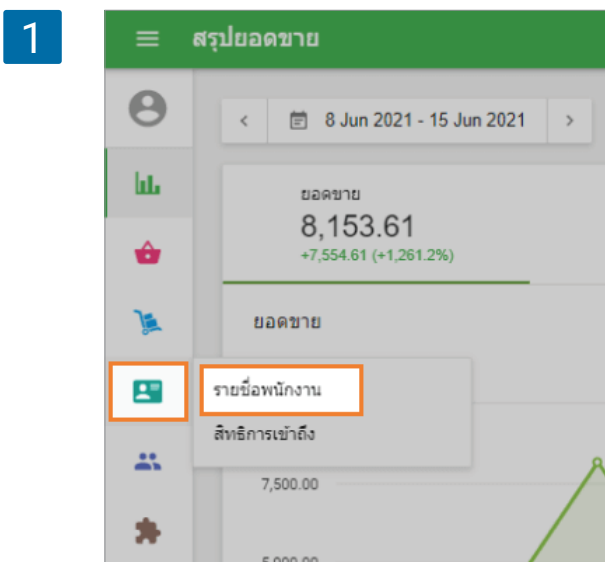 1
สรุปยอดขาย
8 Jun 2021 - 15 Jun 2021
ยอดขาย
8,153.61
+7,554.61 (+1,261.2%)
ยอดขาย
รายชื่อพนักงาน
สิทธิการเข้าถึง
7,500.00
5,000.00